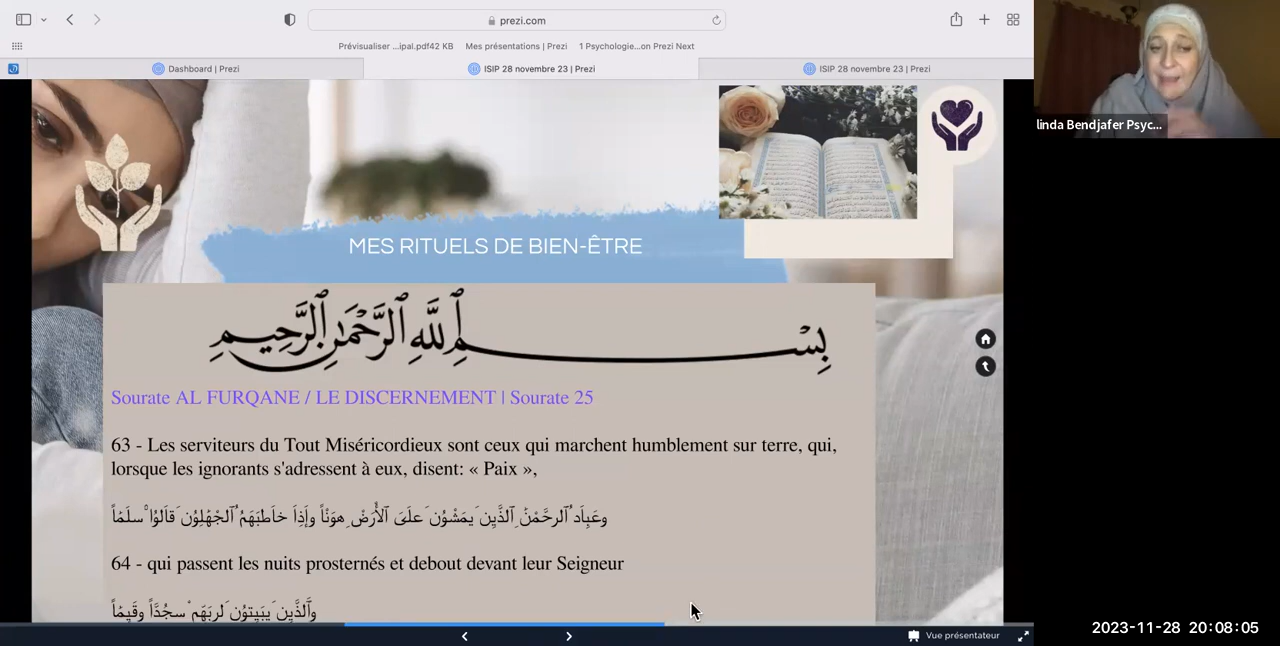 prezi.com
Prévisualiser ...ipal.pdf42 KB Mes présentations | Prezi 1 Psychologie...on Prezi Next
Dashboard | Prezi ISIP 28 novembre 23 | Prezi ISIP 28 novembre 23 | Prezi
linda Bendjafer Psyc...
MES RITUELS DE BIEN-ÊTRE
بِسْمِ ٱللَّهِ ٱلرَّحْمَٰنِ ٱلرَّحِيمِ
Sourate AL FURQANE / LE DISCERNEMENT | Sourate 25
63 - Les serviteurs du Tout Miséricordieux sont ceux qui marchent humblement sur terre, qui,
lorsque les ignorants s'adressent à eux, disent: « Paix »,
وَعِبَادُ ٱلرَّحْمَٰنِ ٱلَّذِينَ يَمْشُونَ عَلَى ٱلْأَرْضِ هَوْنًا وَإِذَا خَاطَبَهُمُ ٱلْجَٰهِلُونَ قَالُوا۟ سَلَٰمًا
64 - qui passent les nuits prosternés et debout devant leur Seigneur
وَٱلَّذِينَ يَبِيتُونَ لِرَبِّهِمْ سُجَّدًا وَقِيَٰمًا
Vue présentateur
2023-11-28 20:08:05